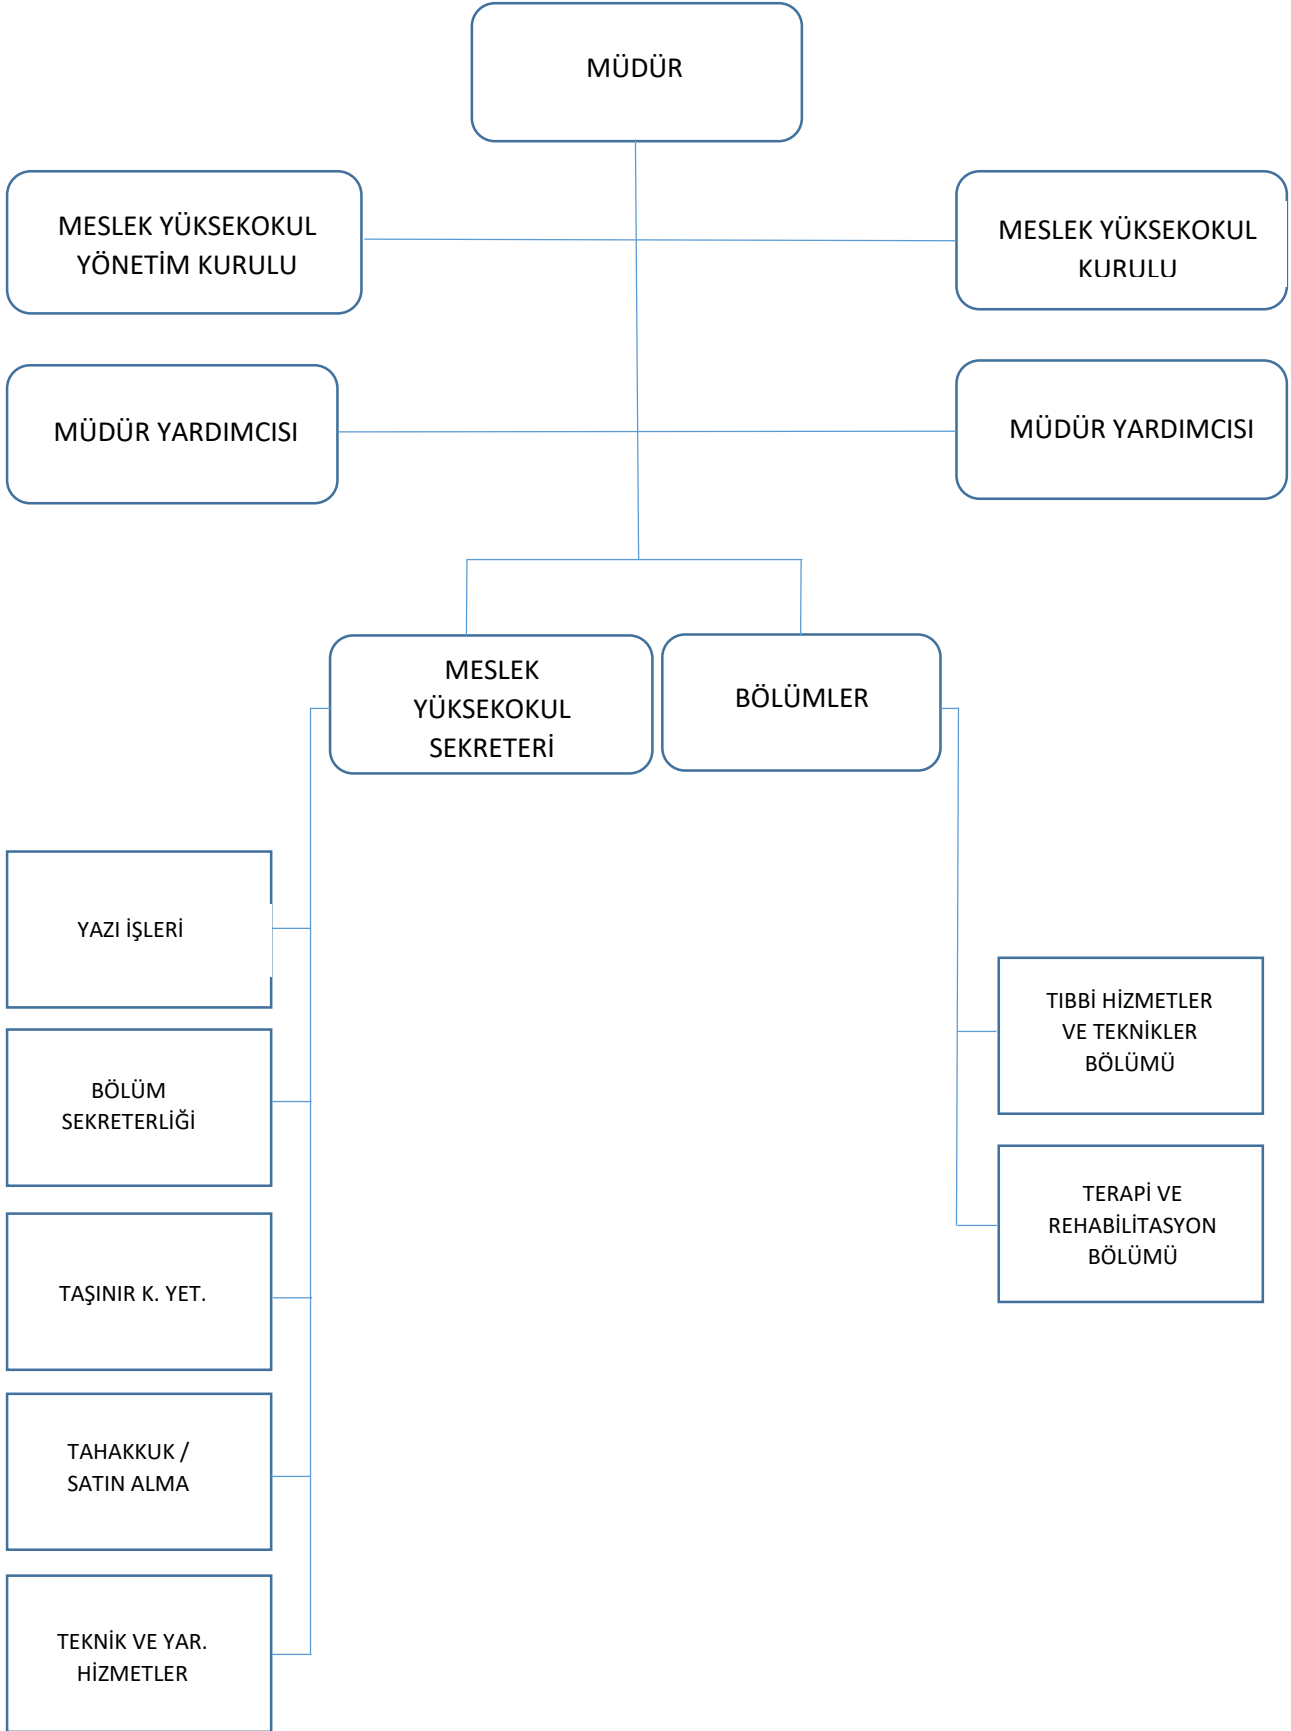 MÜDÜR
MESLEK YÜKSEKOKUL
YÖNETİM KURULU
MESLEK YÜKSEKOKUL
KURULU
MÜDÜR YARDIMCISI
MÜDÜR YARDIMCISI
MESLEK
YÜKSEKOKUL
SEKRETERİ
BÖLÜMLER
YAZI İŞLERİ
BÖLÜM
SEKRETERLİĞİ
TAŞINIR K. YET.
TAHAKKUK /
SATIN ALMA
TEKNİK VE YAR.
HİZMETLER
TIBBİ HİZMETLER
VE TEKNİKLER
BÖLÜMÜ
TERAPİ VE
REHABİLİTASYON
BÖLÜMÜ